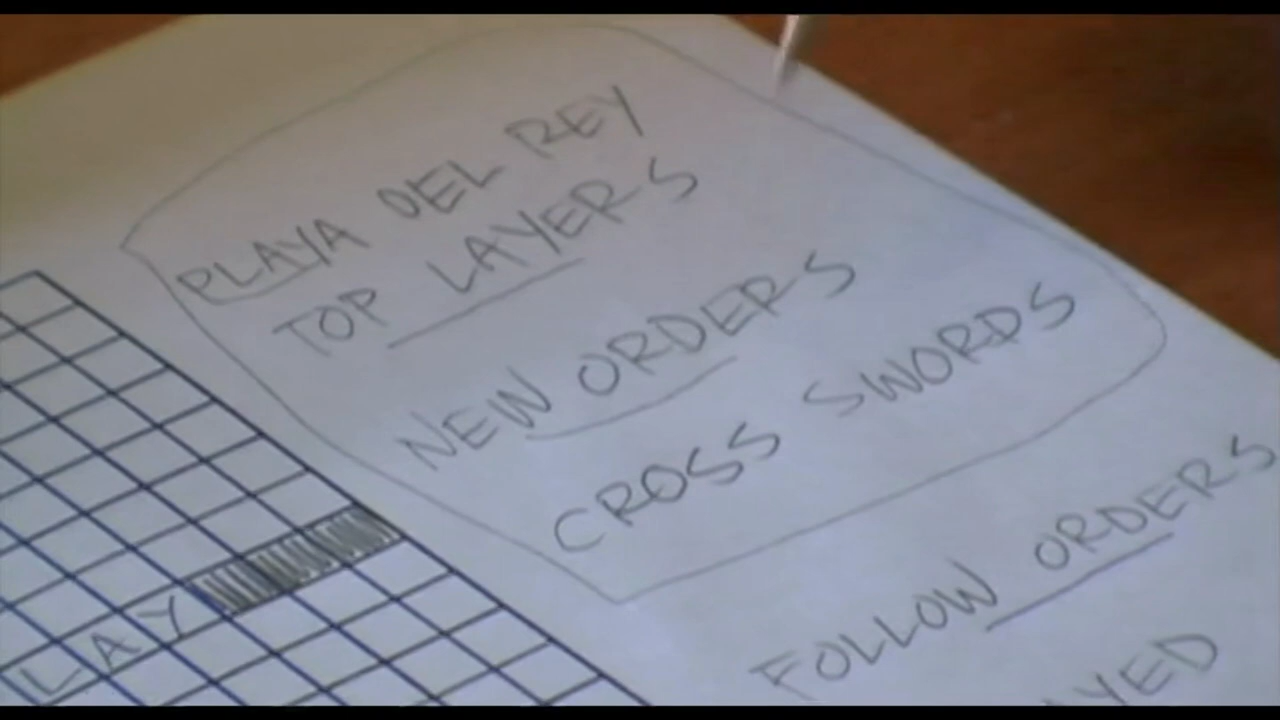 PLAYA DEL REY
TOP LAYERS
NEW ORDERS
CROSS SWORDS
FOLLOW ORDERS
LAY